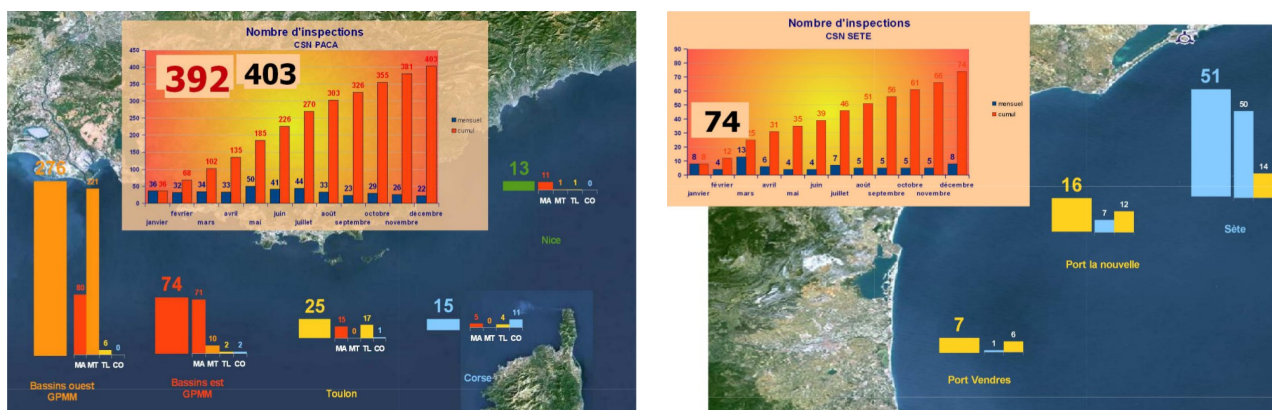 Nombre d'inspections
CSN PACA
450
400
350
300
250
200
150
100
50
0
392
403
36
36
32
68
34
102
33
135
50
185
41
226
44
270
33
303
23
326
29
355
26
381
22
403
mensuel
cumul
février
avril
juin
août
octobre
décembre
janvier
mars
mai
juillet
septembre
novembre
276
80
221
6
0
MA MT TL CO
Bassins ouest
GPMM
74
71
10
2
2
MA MT TL CO
Bassins est
GPMM
25
15
0
17
1
MA MT TL CO
Toulon
15
5
0
4
11
MA MT TL CO
Corse
13
11
1
1
0
MA MT TL CO
Nice
Nombre d'inspections
CSN SETE
90
80
70
60
50
40
30
20
10
0
74
8
8
4
12
13
25
6
31
4
35
4
39
7
46
5
51
5
56
5
61
5
66
8
74
mensuel
cumul
janvier
février
mars
avril
mai
juin
juillet
août
septembre
octobre
novembre
décembre
51
50
14
Sète
16
7
12
Port la nouvelle
7
1
6
Port Vendres